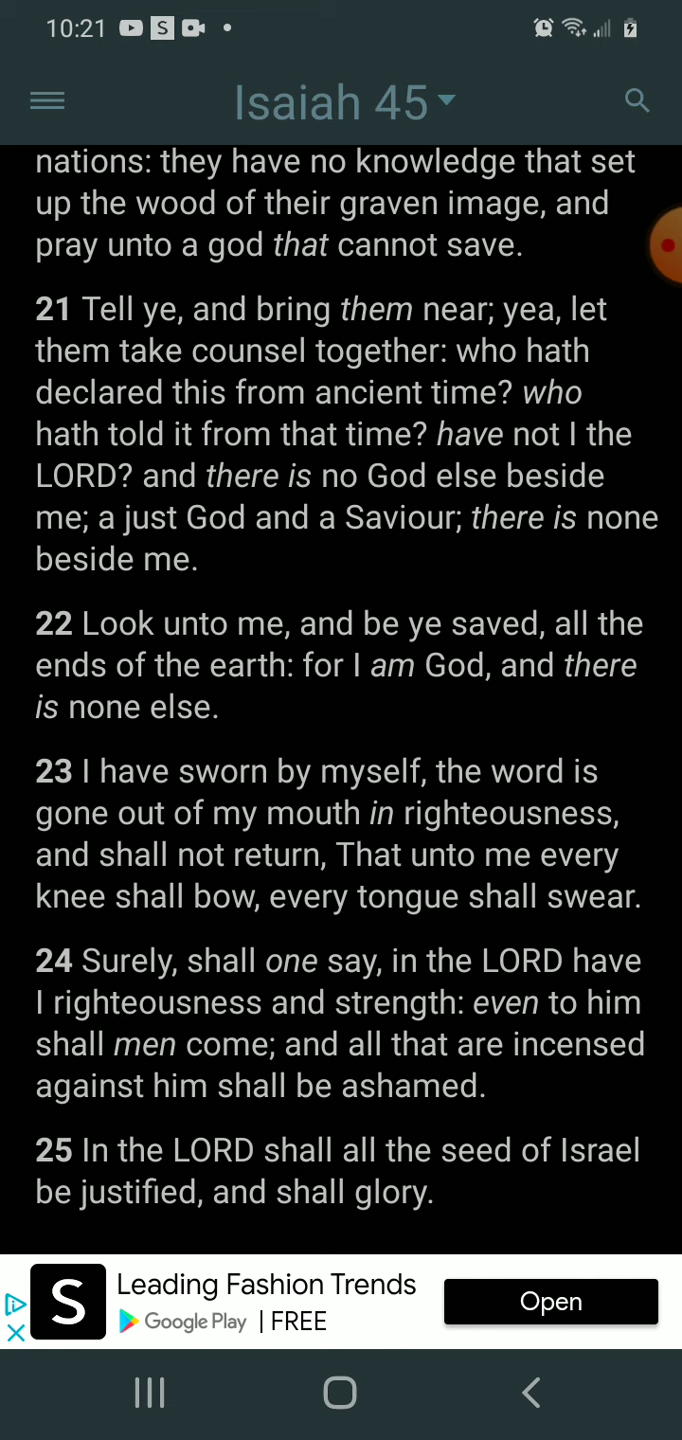 10:21 S
Isaiah 45
nations: they have no knowledge that set
up the wood of their graven image, and
pray unto a god that cannot save.
21 Tell ye, and bring them near; yea, let
them take counsel together: who hath
declared this from ancient time? who
hath told it from that time? have not I the
LORD? and there is no God else beside
me; a just God and a Saviour; there is none
beside me.
22 Look unto me, and be ye saved, all the
ends of the earth: for I am God, and there
is none else.
23 I have sworn by myself, the word is
gone out of my mouth in righteousness,
and shall not return, That unto me every
knee shall bow, every tongue shall swear.
24 Surely, shall one say, in the LORD have
I righteousness and strength: even to him
shall men come; and all that are incensed
against him shall be ashamed.
25 In the LORD shall all the seed of Israel
be justified, and shall glory.
S
Leading Fashion Trends
Google Play | FREE
Open